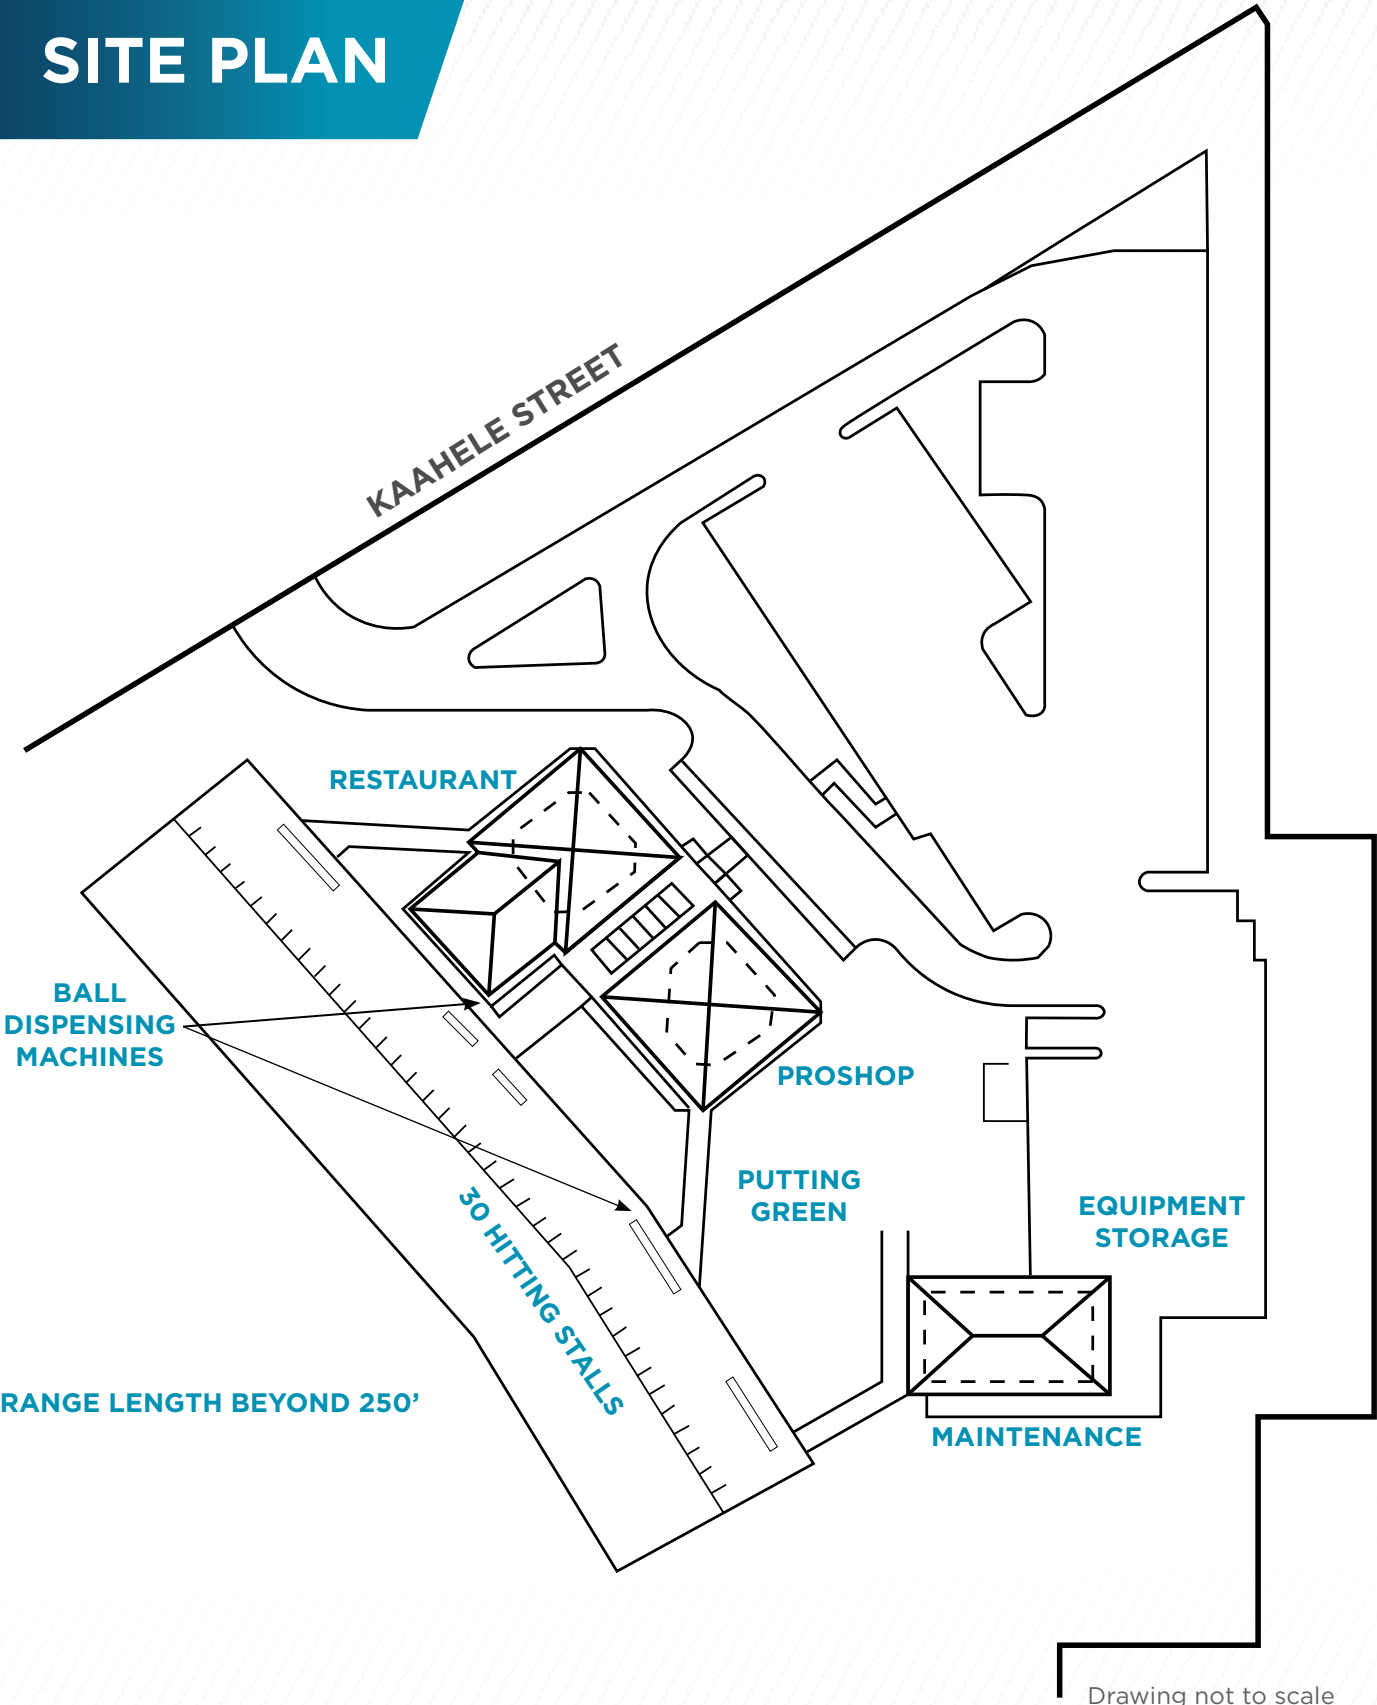 SITE PLAN
KAAHELE STREET
RESTAURANT
BALL
DISPENSING
MACHINES
PROSHOP
PUTTING
GREEN
EQUIPMENT
STORAGE
30 HITTING STALLS
RANGE LENGTH BEYOND 250’
MAINTENANCE
Drawing not to scale